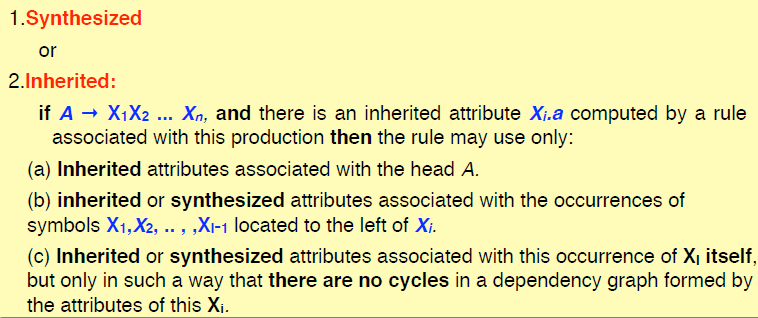 1.Synthesized
or
2.Inherited:
if A → X₁X₂ ... Xₙ, and there is an inherited attribute Xᵢ.a computed by a rule
associated with this production then the rule may use only:
(a) Inherited attributes associated with the head A.
(b) inherited or synthesized attributes associated with the occurrences of
symbols X₁,X₂, .. , ,X_I-1 located to the left of Xᵢ.
(c) Inherited or synthesized attributes associated with this occurrence of X_I itself,
but only in such a way that there are no cycles in a dependency graph formed by
the attributes of this Xᵢ.